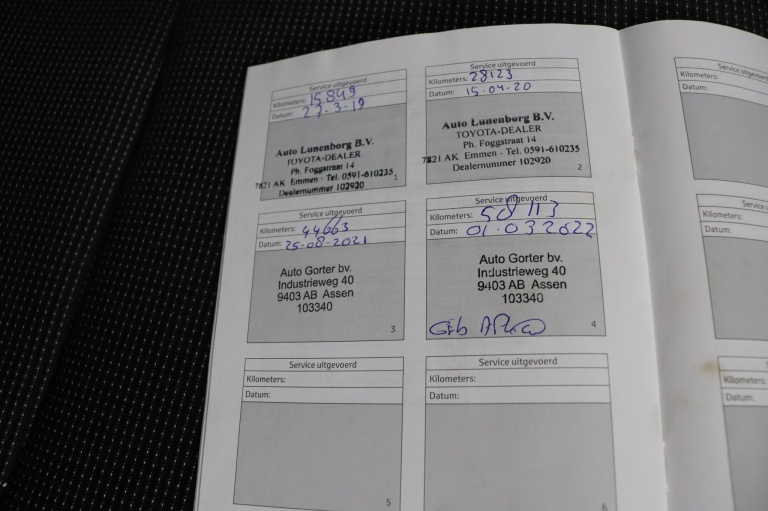 Service uitgevoerd
Kilometers: 15849
Datum: 27-3-19
Auto Lunenborg B.V.
TOYOTA-DEALER
Ph. Foggstraat 14
7821 AK Emmen - Tel. 0591-610235
Dealernummer 102920
1
Service uitgevoerd
Kilometers: 28123
Datum: 15-04-20
Auto Lunenborg B.V.
TOYOTA-DEALER
Ph. Foggstraat 14
7821 AK Emmen - Tel. 0591-610235
Dealernummer 102920
2
Service uitgevoerd
Kilometers: 44663
Datum: 25-08-2021
Auto Gorter bv.
Industrieweg 40
9403 AB Assen
103340
3
Service uitgevoerd
Kilometers: 58113
Datum: 01.03 2022
Auto Gorter bv.
Industrieweg 40
9403 AB Assen
103340
4
Service uitgevoerd
Kilometers:
Datum:
5
Service uitgevoerd
Kilometers:
Datum:
6
Service uitgevoerd
Kilometers:
Datum:
Kilometers:
Datum:
Kilometers:
Datum: